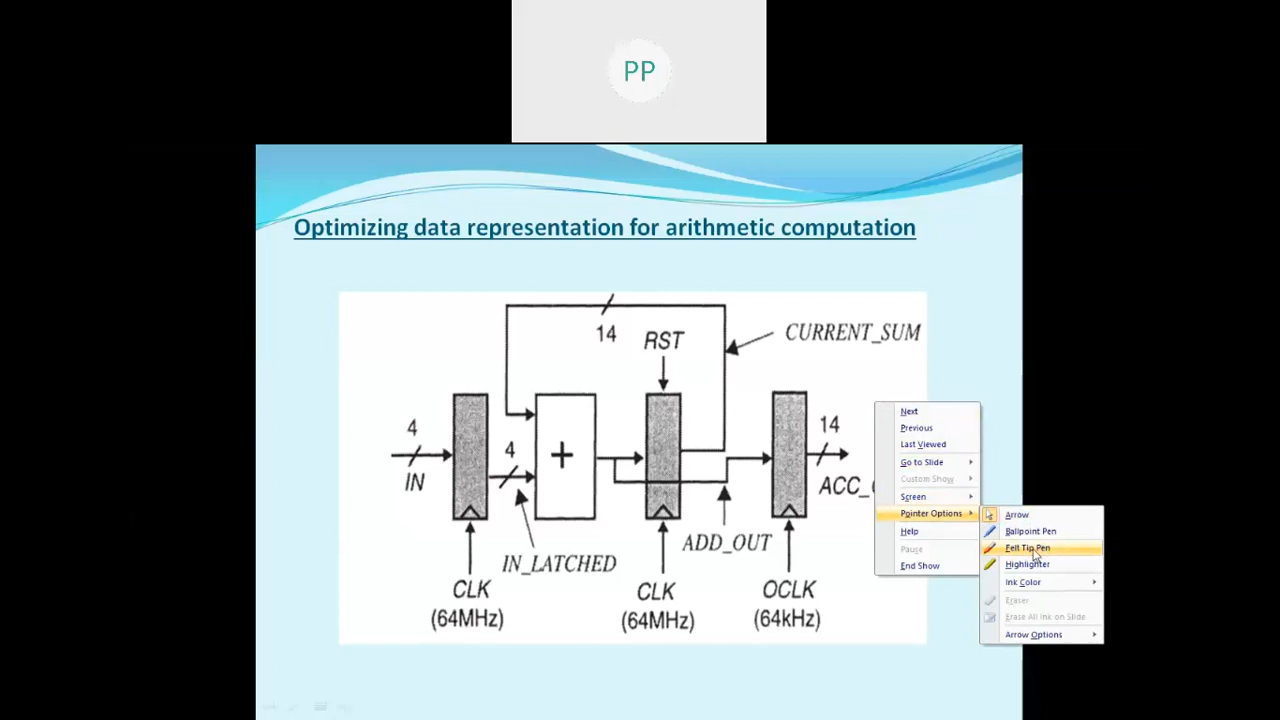 PP
Optimizing data representation for arithmetic computation
14
RST
CURRENT_SUM
4
IN
4
+
14
ACC_
IN_LATCHED
ADD_OUT
CLK
(64MHz)
CLK
(64MHz)
OCLK
(64kHz)
Next
Previous
Last Viewed
Go to Slide
Custom Show
Screen
Pointer Options
Help
Pause
End Show
Arrow
Ballpoint Pen
Felt Tip Pen
Highlighter
Ink Color
Eraser
Erase All Ink on Slide
Arrow Options